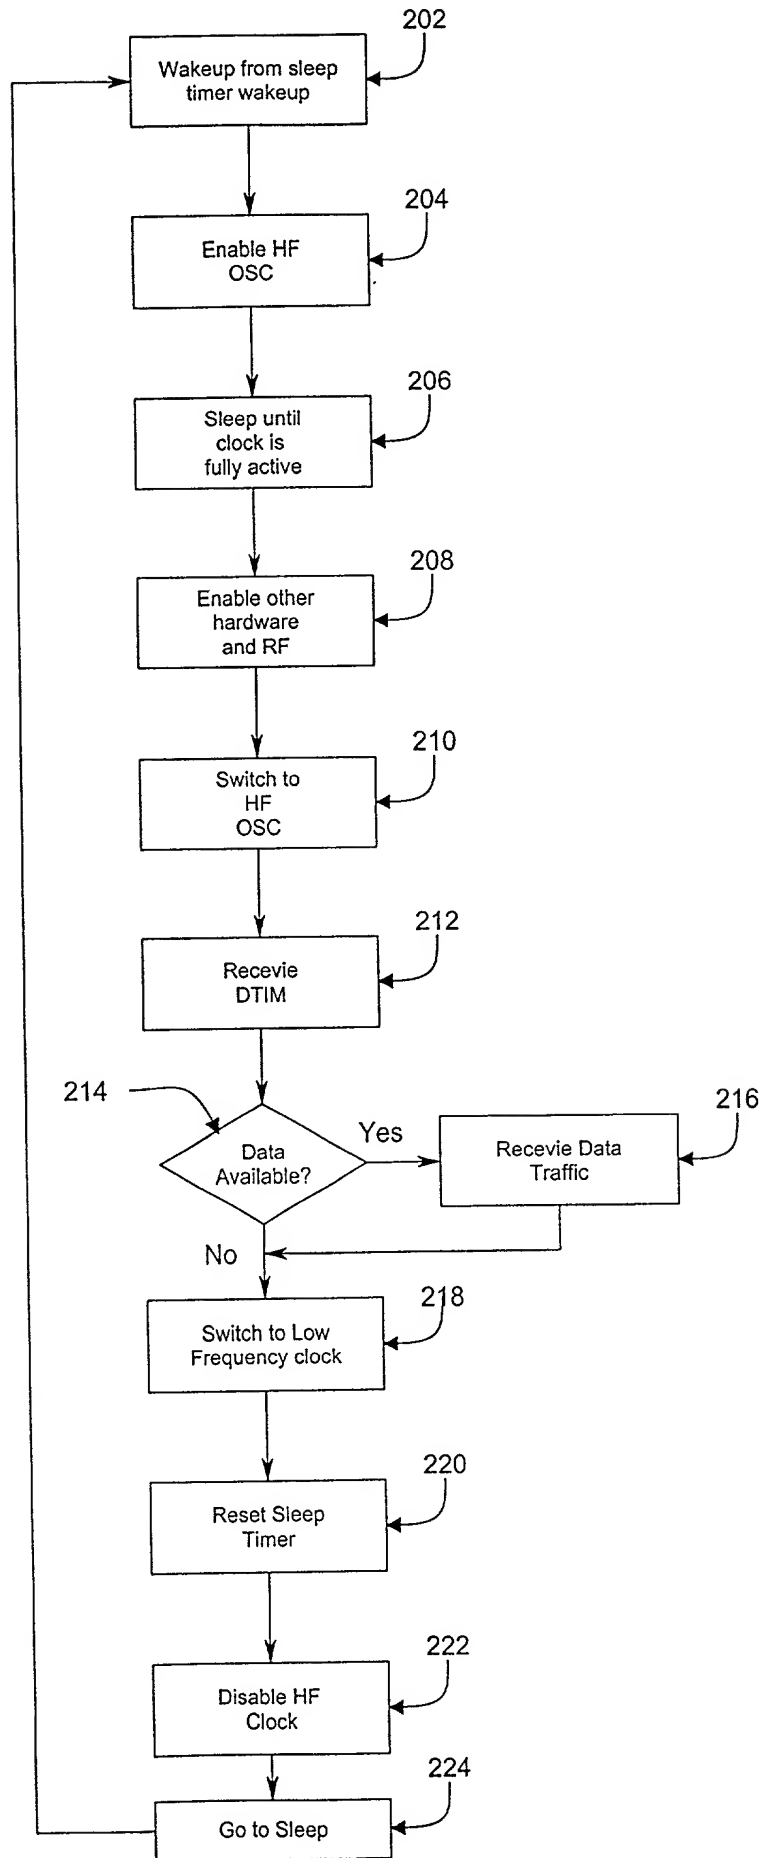 202
Wakeup from sleep
timer wakeup
204
Enable HF
OSC
206
Sleep until
clock is
fully active
208
Enable other
hardware
and RF
210
Switch to
HF
OSC
212
Recevie
DTIM
214
Data
Available?
Yes
216
Recevie Data
Traffic
No
218
Switch to Low
Frequency clock
220
Reset Sleep
Timer
222
Disable HF
Clock
224
Go to Sleep